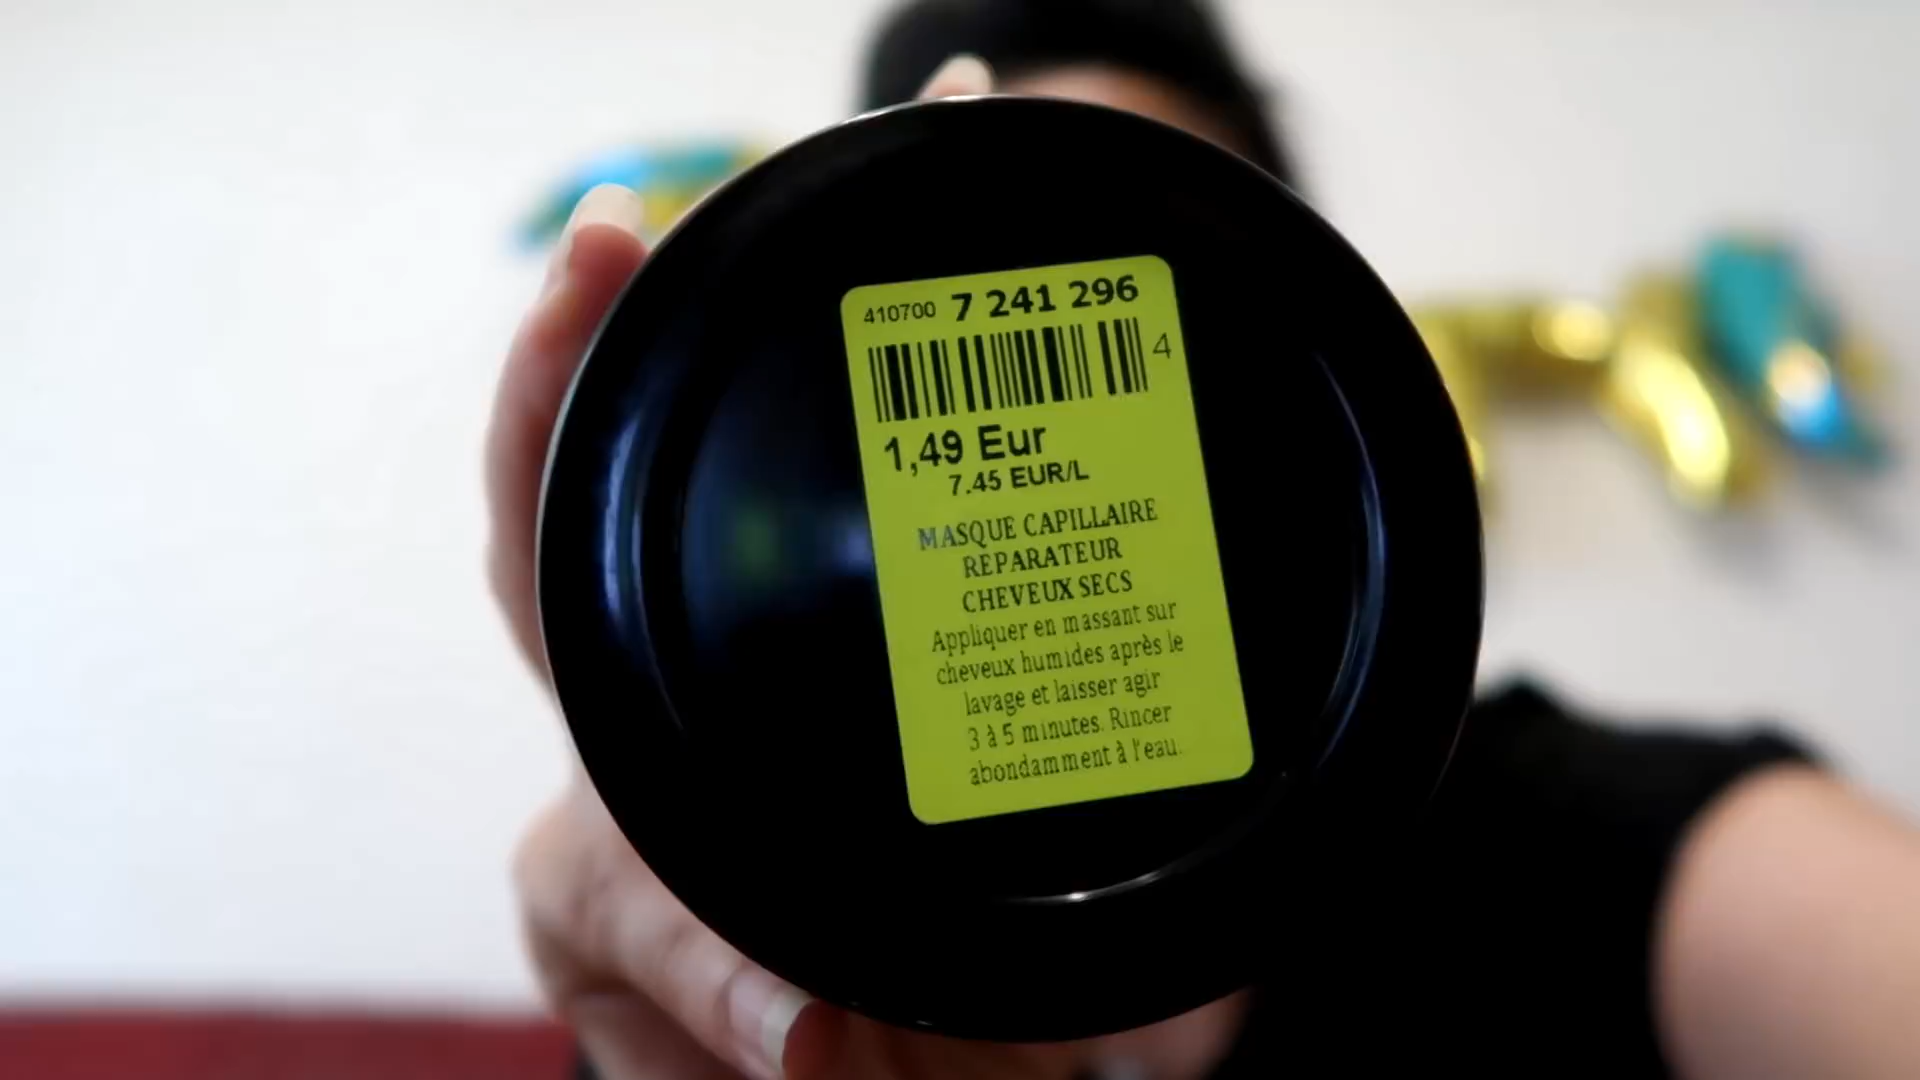 410700 7 241 296
4
1,49 Eur
7.45 EUR/L
MASQUE CAPILLAIRE
REPARATEUR
CHEVEUX SECS
Appliquer en massant sur
cheveux humides après le
lavage et laisser agir
3 à 5 minutes. Rincer
abondamment à l'eau.